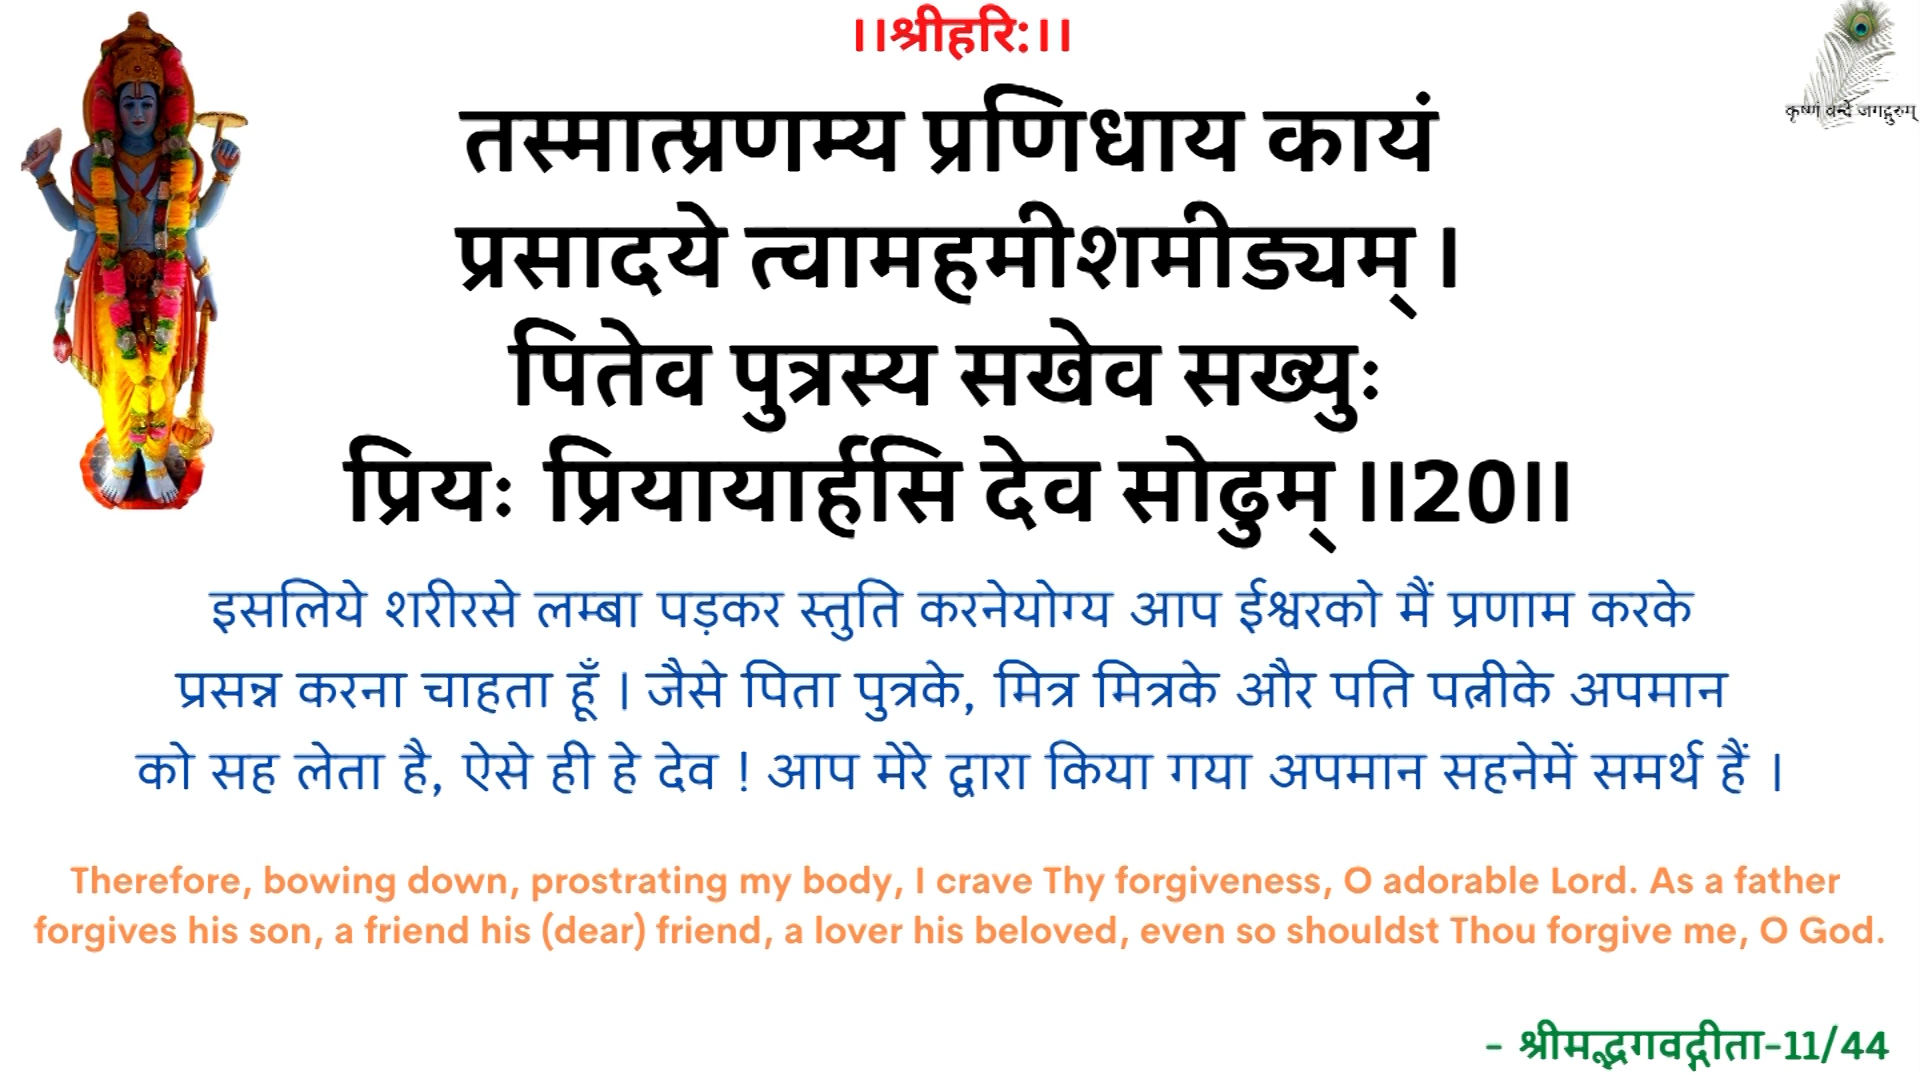 ।।श्रीहरि:।।
कृष्णं वन्दे जगद्गुरुम्
तस्मात्प्रणम्य प्रणिधाय कायं
प्रसादये त्वामहमीशमीड्यम् ।
पितेव पुत्रस्य सखेव सख्युः
प्रियः प्रियायार्हसि देव सोढुम् ।।20।।
इसलिये शरीरसे लम्बा पड़कर स्तुति करनेयोग्य आप ईश्वरको मैं प्रणाम करके
प्रसन्न करना चाहता हूँ । जैसे पिता पुत्रके, मित्र मित्रके और पति पत्नीके अपमान
को सह लेता है, ऐसे ही हे देव ! आप मेरे द्वारा किया गया अपमान सहनेमें समर्थ हैं ।
Therefore, bowing down, prostrating my body, I crave Thy forgiveness, O adorable Lord. As a father
forgives his son, a friend his (dear) friend, a lover his beloved, even so shouldst Thou forgive me, O God.
- श्रीमद्भगवद्गीता-11/44